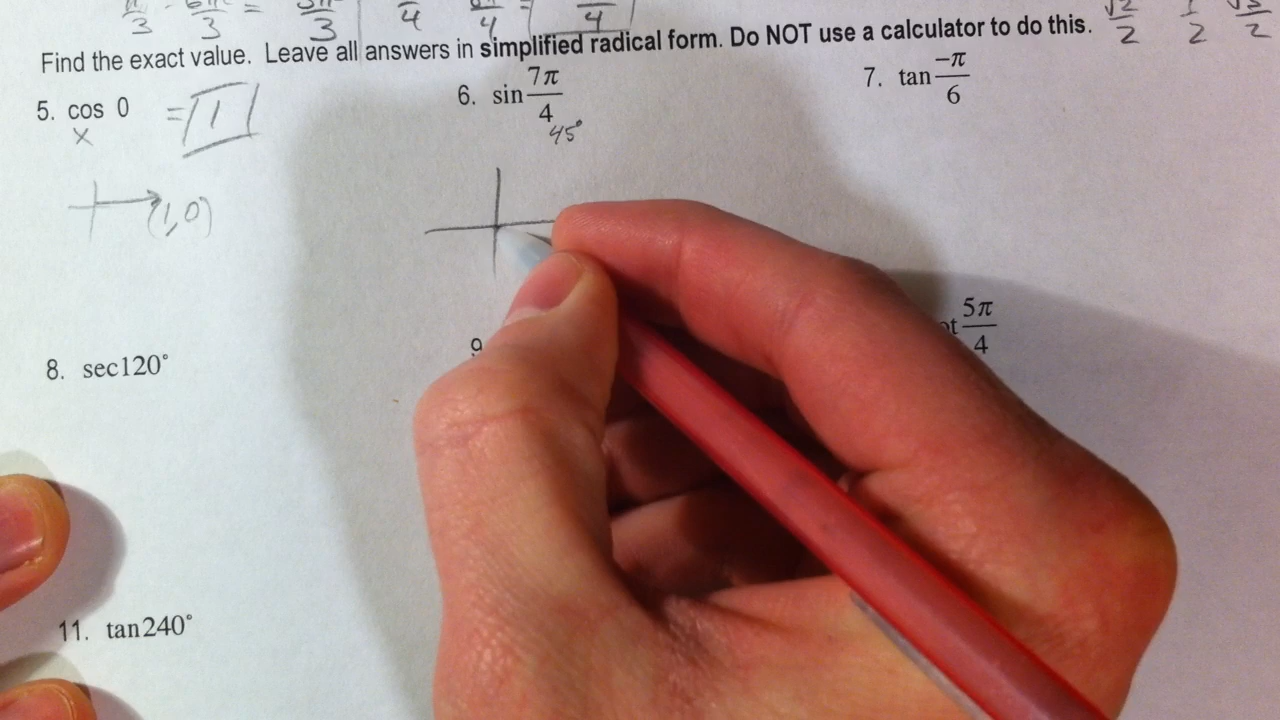 Find the exact value. Leave all answers in simplified radical form. Do NOT use a calculator to do this.
√2/2 1/2
5. cos 0 = 1
x
(1,0)
6. sin 7π/4
45°
7. tan -π/6
8. sec120°
9
5π/4
11. tan240°